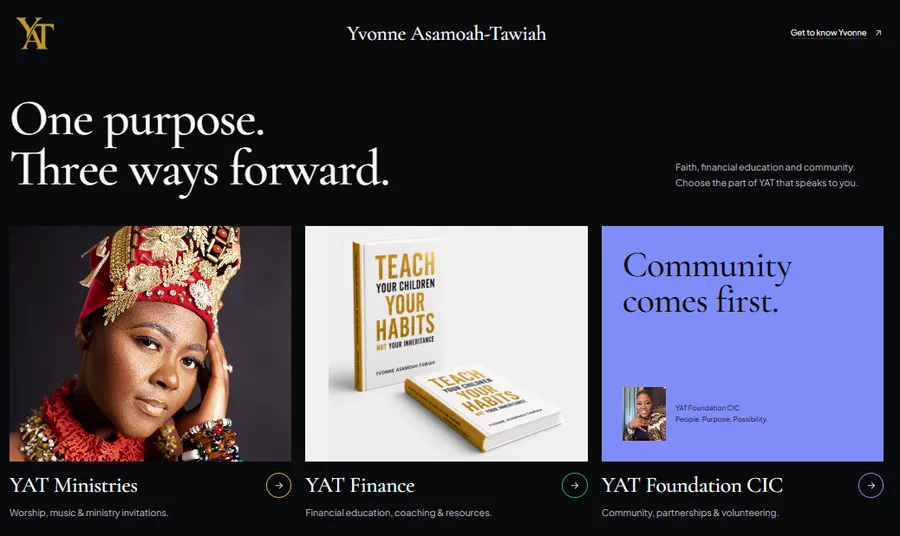 YAT
Yvonne Asamoah-Tawiah
Get to know Yvonne
One purpose.
Three ways forward.
Faith, financial education and community.
Choose the part of YAT that speaks to you.
TEACH
YOUR CHILDREN
YOUR
HABITS
NOT YOUR INHERITANCE
YVONNE ASAMOAH-TAWIAH
TEACH
YOUR CHILDREN
YOUR
HABITS
NOT YOUR INHERITANCE
YVONNE ASAMOAH-TAWIAH
Community
comes first.
YAT Foundation CIC
People. Purpose. Possibility.
YAT Ministries
Worship, music & ministry invitations.
YAT Finance
Financial education, coaching & resources.
YAT Foundation CIC
Community, partnerships & volunteering.